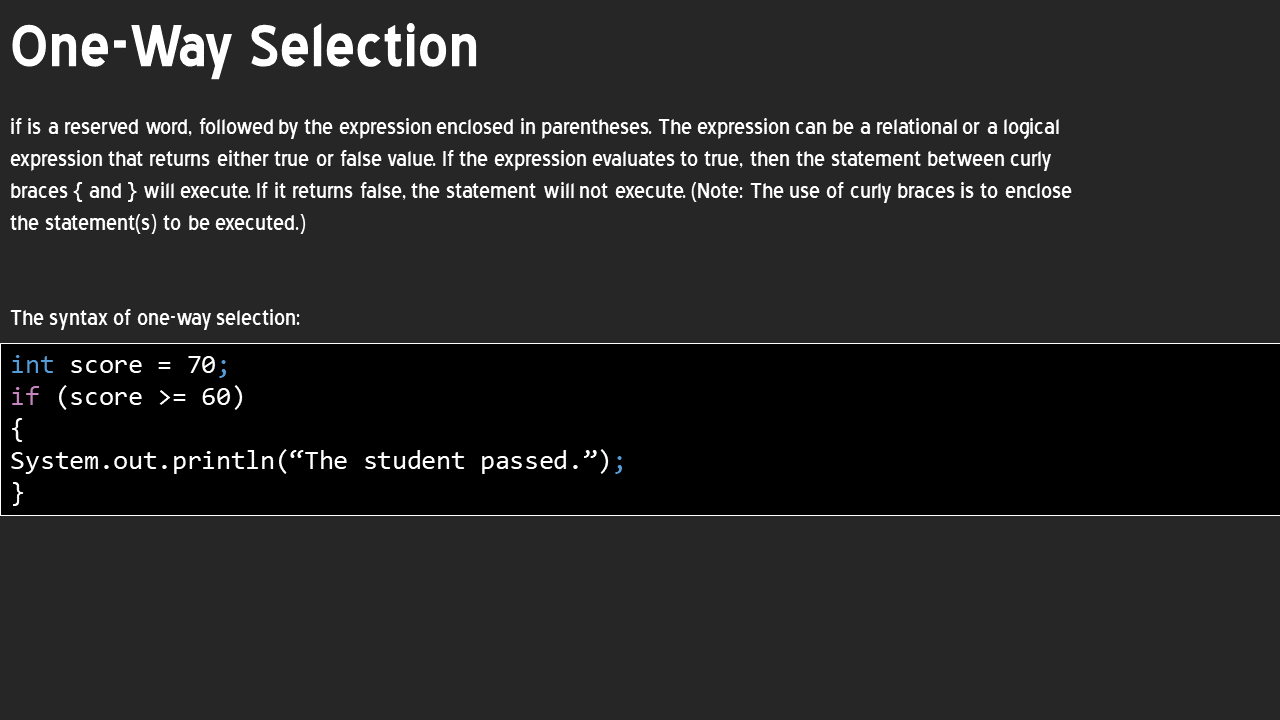 One-Way Selection
if is a reserved word, followed by the expression enclosed in parentheses. The expression can be a relational or a logical
expression that returns either true or false value. If the expression evaluates to true, then the statement between curly
braces { and } will execute. If it returns false, the statement will not execute. (Note: The use of curly braces is to enclose
the statement(s) to be executed.)
The syntax of one-way selection:
int score = 70;
if (score >= 60)
{
System.out.println(“The student passed.”);
}